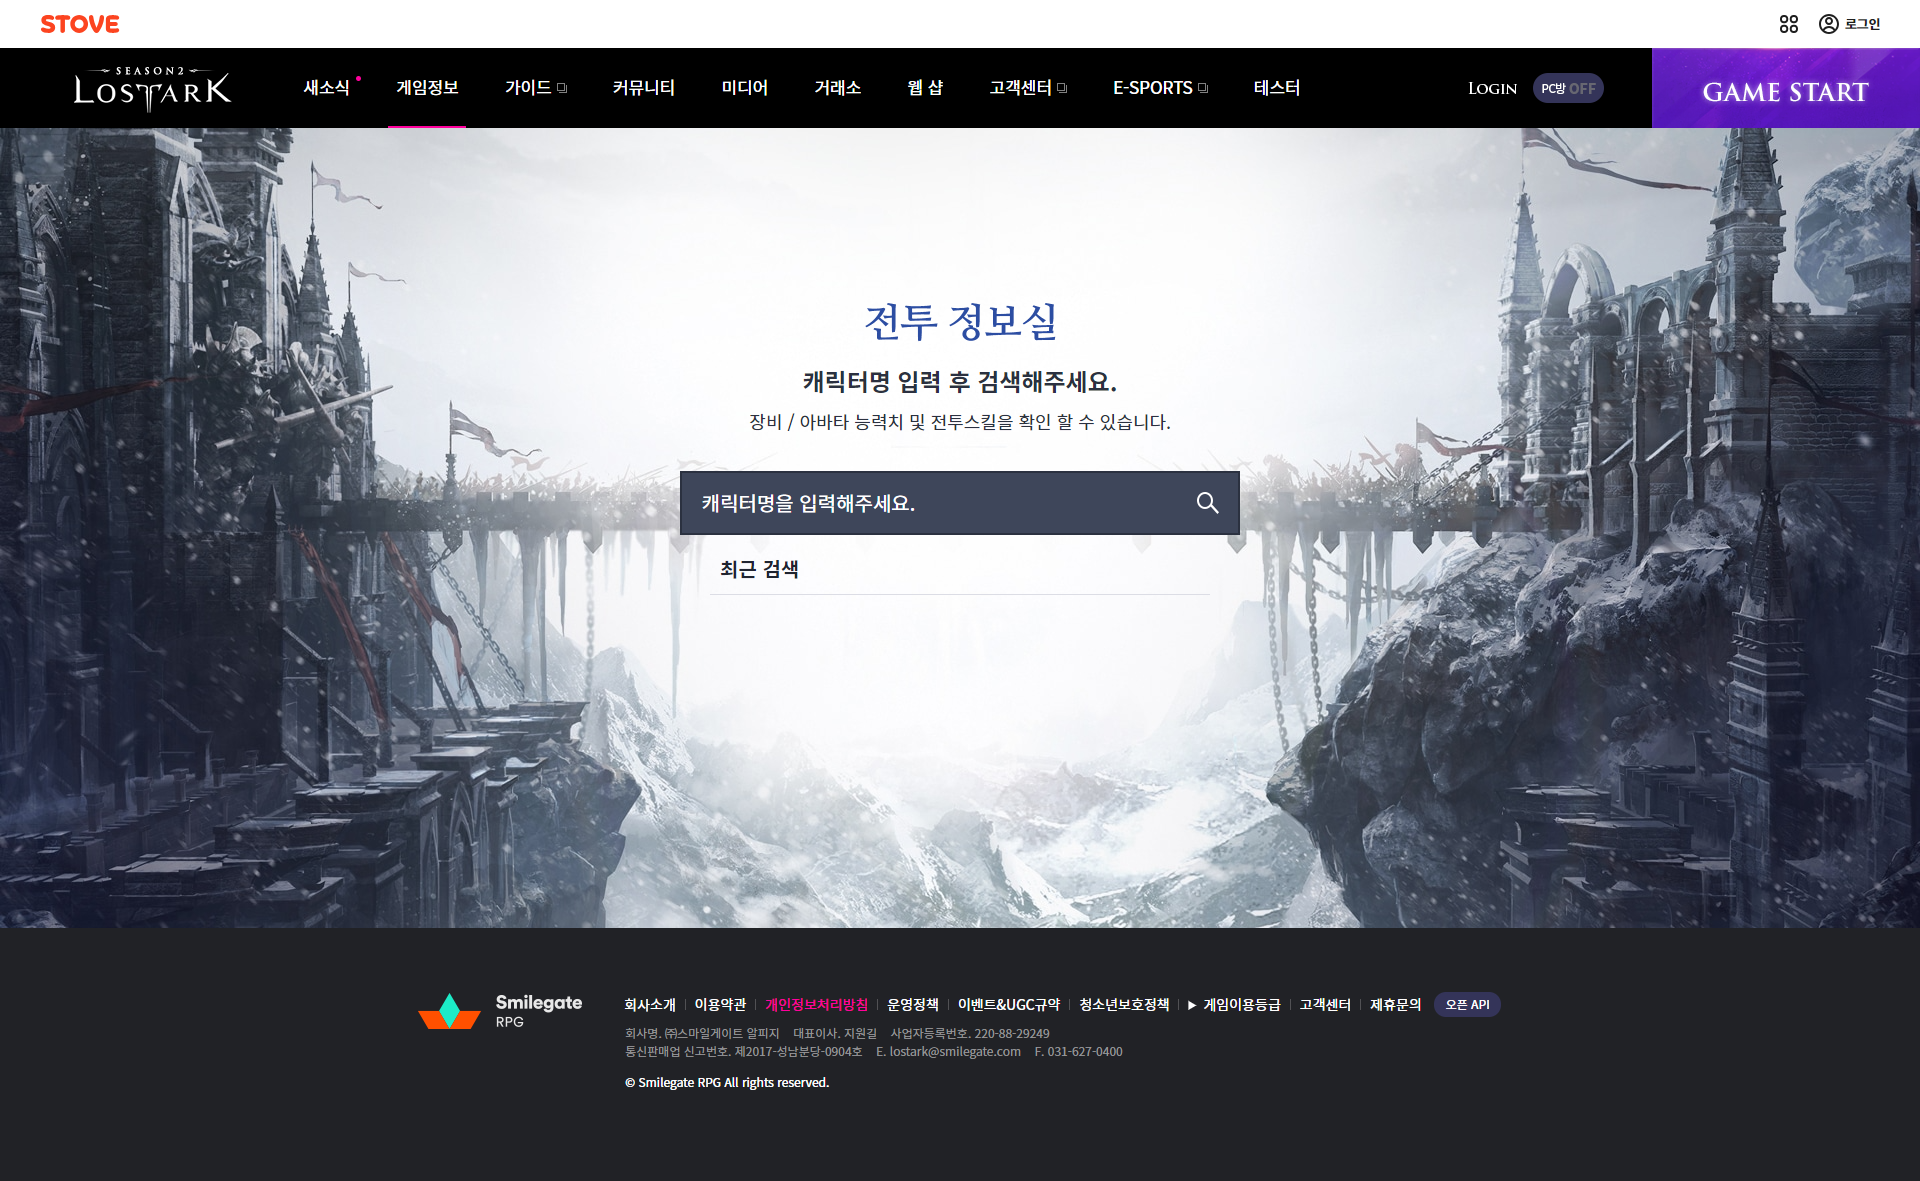 STOVE
로그인
SEASON2
LOSTARK
새소식 게임정보 가이드 커뮤니티 미디어 거래소 웹 샵 고객센터 E-SPORTS 테스터
LOGIN
PC방 OFF
GAME START
전투 정보실
캐릭터명 입력 후 검색해주세요.
장비 / 아바타 능력치 및 전투스킬을 확인 할 수 있습니다.
캐릭터명을 입력해주세요.
최근 검색
Smilegate
RPG
회사소개 이용약관 개인정보처리방침 운영정책 이벤트&UGC규약 청소년보호정책 ▶ 게임이용등급 고객센터 제휴문의 오픈 API
회사명. ㈜스마일게이트 알피지 대표이사. 지원길 사업자등록번호. 220-88-29249
통신판매업 신고번호. 제2017-성남분당-0904호 E. lostark@smilegate.com F. 031-627-0400
© Smilegate RPG All rights reserved.